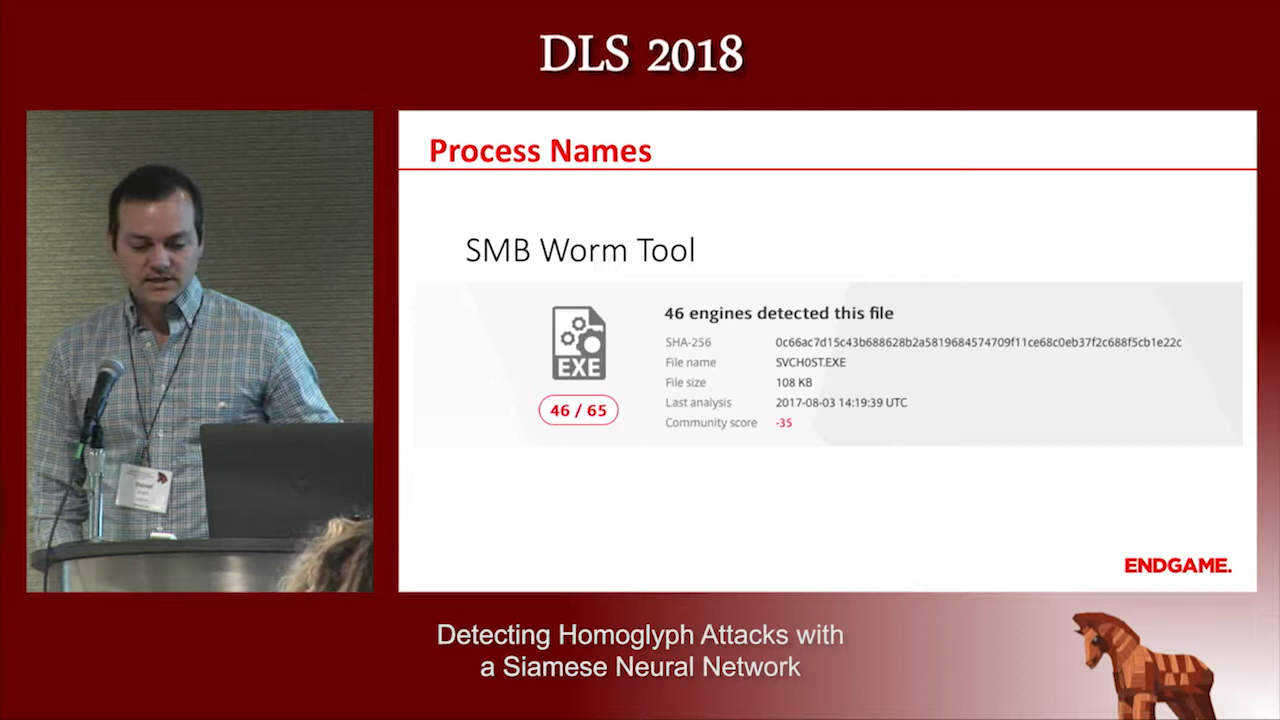 DLS 2018
Process Names
SMB Worm Tool
EXE
46 / 65
46 engines detected this file
SHA-256 0c66ac7d15c43b688628b2a5819684574709f11ce68c0eb37f2c688f5cb1e22c
File name SVCH0ST.EXE
File size 108 KB
Last analysis 2017-08-03 14:19:39 UTC
Community score -35
ENDGAME.
Detecting Homoglyph Attacks with
a Siamese Neural Network